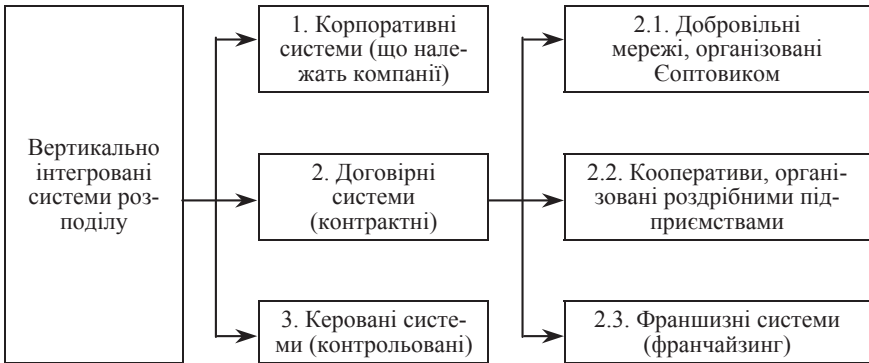 Вертикально
інтегровані
системи роз-
поділу
1. Корпоративні
системи (що нале-
жать компанії)
2. Договірні
системи
(контрактні)
3. Керовані систе-
ми (контрольовані)
2.1. Добровільні
мережі, організовані
Єоптовиком
2.2. Кооперативи, органі-
зовані роздрібними під-
приємствами
2.3. Франшизні системи
(франчайзинг)